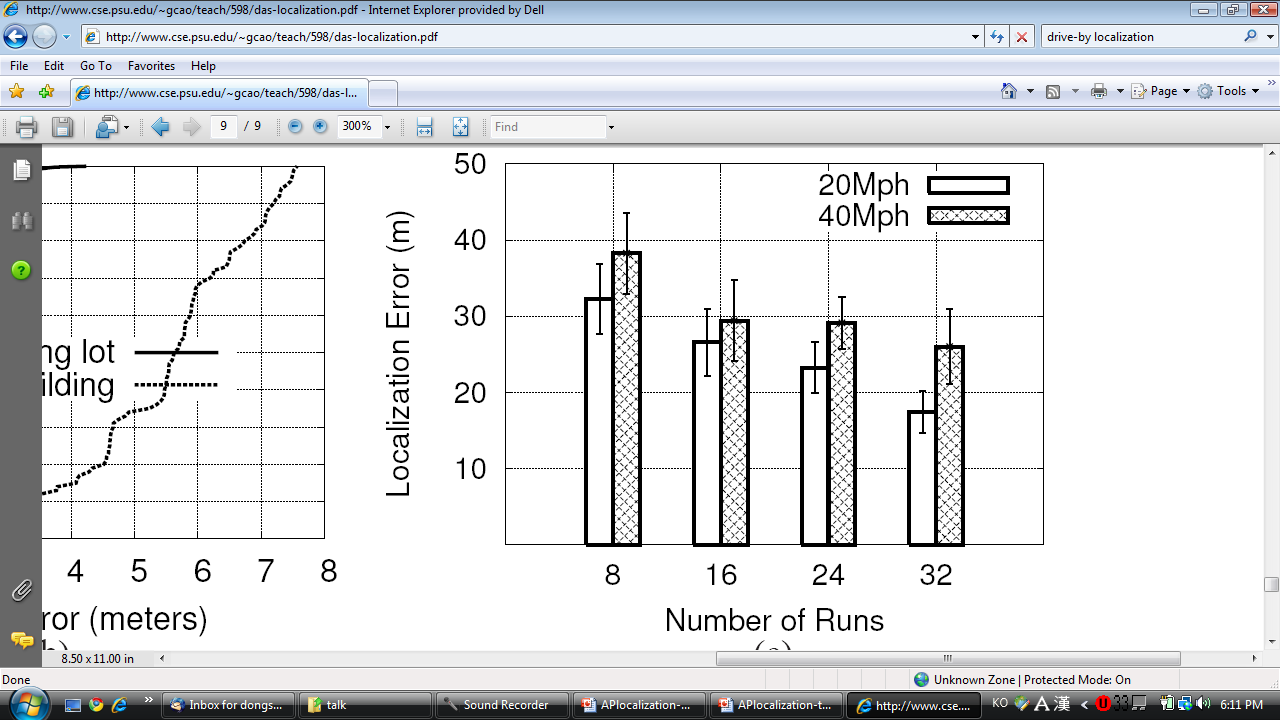 http://www.cse.psu.edu/~gcao/teach/598/das-localization.pdf - Internet Explorer provided by Dell
http://www.cse.psu.edu/~gcao/teach/598/das-localization.pdf
drive-by localization
File Edit Go To Favorites Help
http://www.cse.psu.edu/~gcao/teach/598/das-l...
Page Tools
9 / 9 300% Find
50
40
30
20
10
Localization Error (m)
20Mph
40Mph
8 16 24 32
Number of Runs
ng lot
ilding
4 5 6 7 8
ror (meters)
8.50 x 11.00 in
Done
Unknown Zone | Protected Mode: On
Inbox for dongs...
talk
Sound Recorder
APlocalization-...
APlocalization-t...
http://www.cse....
KO A 漢 33 6:11 PM